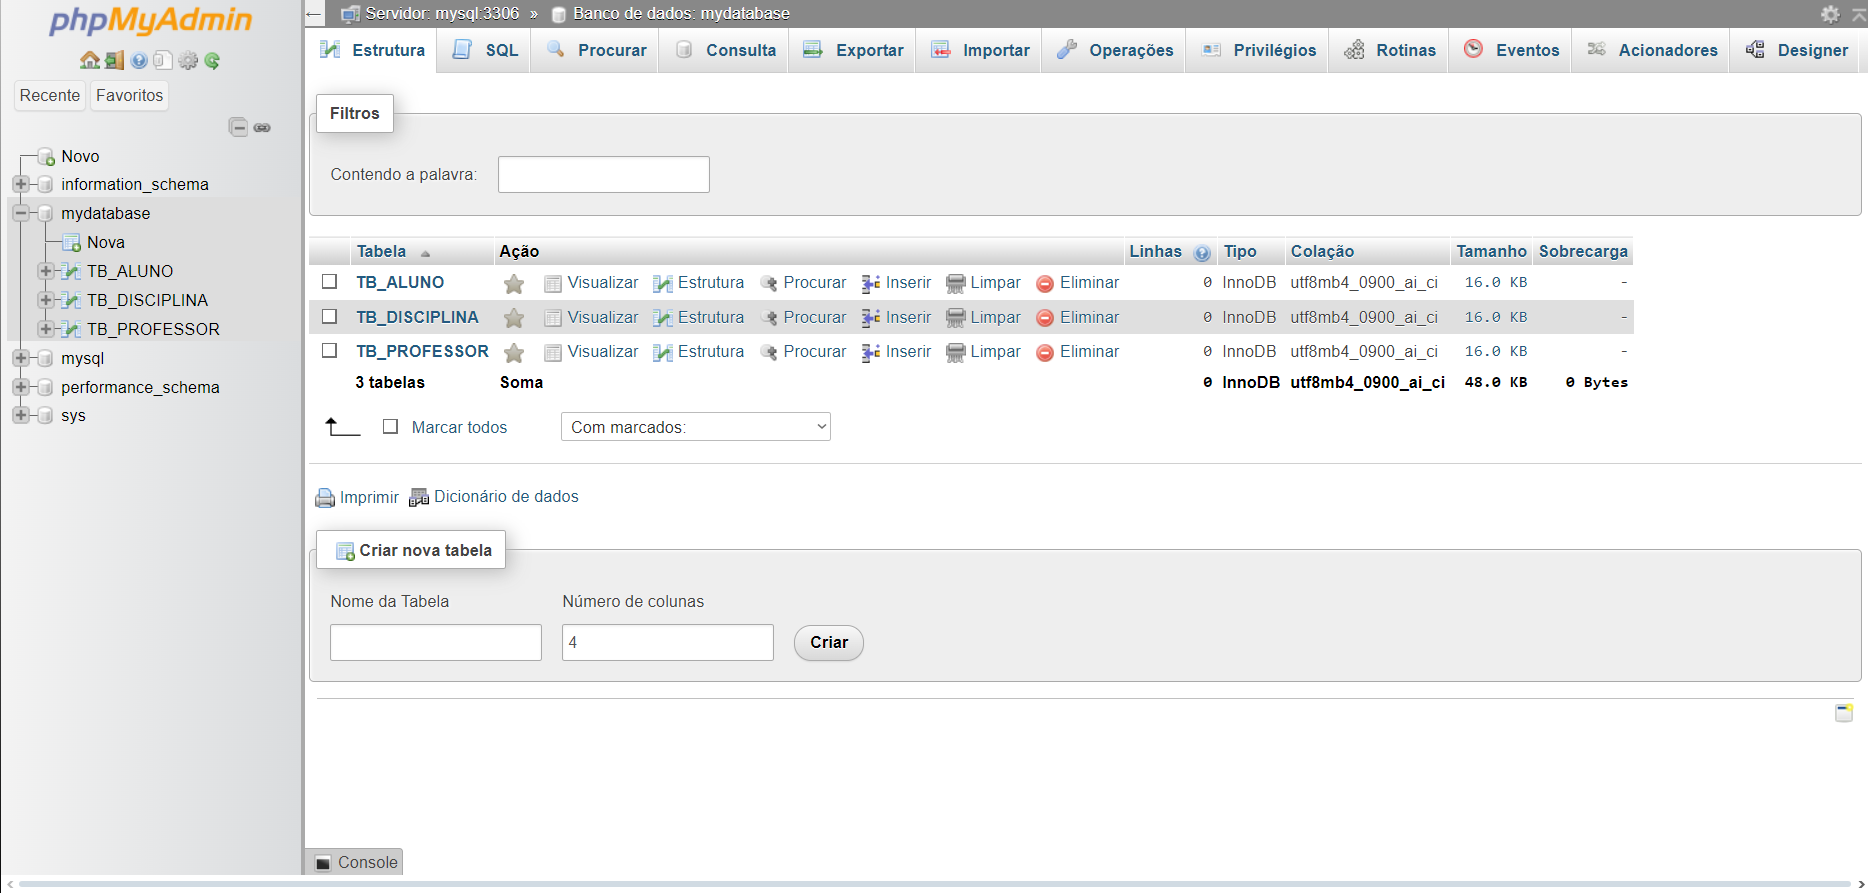 phpMyAdmin
Recente Favoritos
Novo
information_schema
mydatabase
Nova
TB_ALUNO
TB_DISCIPLINA
TB_PROFESSOR
mysql
performance_schema
sys
← Servidor: mysql:3306 » Banco de dados: mydatabase
Estrutura SQL Procurar Consulta Exportar Importar Operações Privilégios Rotinas Eventos Acionadores Designer
Filtros
Contendo a palavra:
Tabela Ação Linhas Tipo Colação Tamanho Sobrecarga
TB_ALUNO Visualizar Estrutura Procurar Inserir Limpar Eliminar 0 InnoDB utf8mb4_0900_ai_ci 16.0 KB -
TB_DISCIPLINA Visualizar Estrutura Procurar Inserir Limpar Eliminar 0 InnoDB utf8mb4_0900_ai_ci 16.0 KB -
TB_PROFESSOR Visualizar Estrutura Procurar Inserir Limpar Eliminar 0 InnoDB utf8mb4_0900_ai_ci 16.0 KB -
3 tabelas Soma 0 InnoDB utf8mb4_0900_ai_ci 48.0 KB 0 Bytes
Marcar todos Com marcados:
Imprimir Dicionário de dados
Criar nova tabela
Nome da Tabela Número de colunas
4 Criar
Console